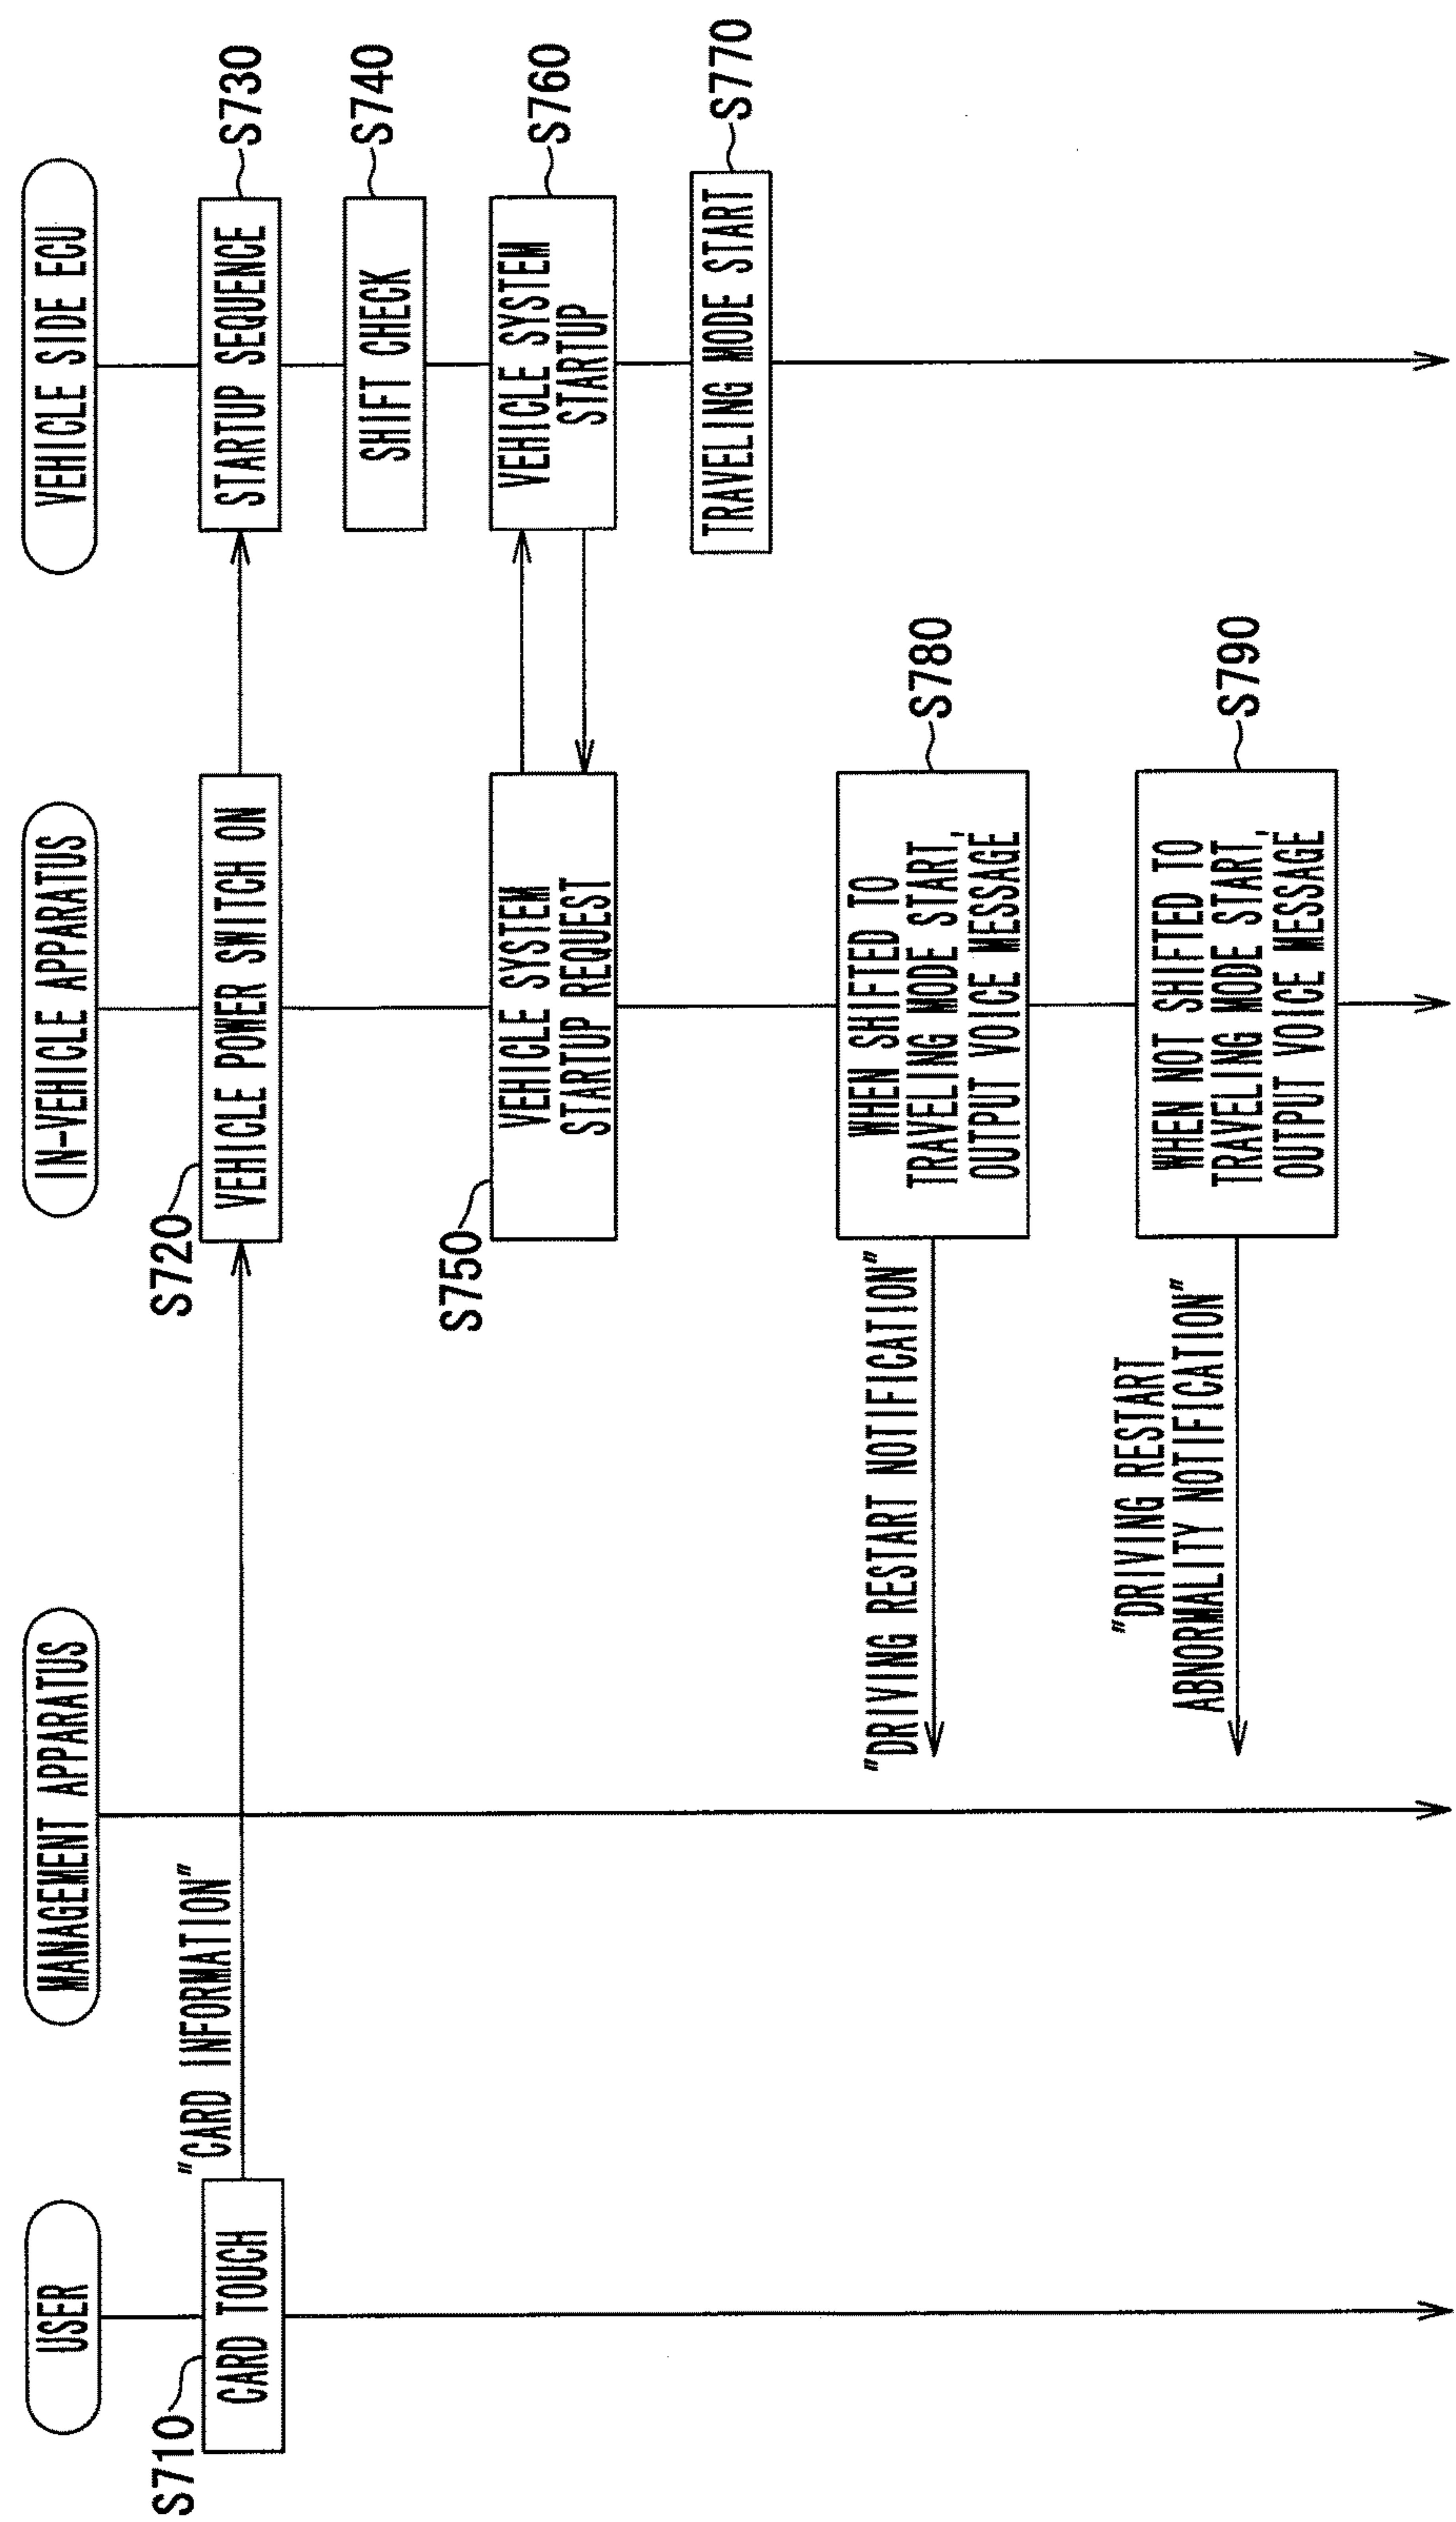 USER
MANAGEMENT APPARATUS
IN-VEHICLE APPARATUS
VEHICLE SIDE ECU
S710
CARD TOUCH
"CARD INFORMATION"
S720
VEHICLE POWER SWITCH ON
STARTUP SEQUENCE
S730
SHIFT CHECK
S740
S750
VEHICLE SYSTEM
STARTUP REQUEST
VEHICLE SYSTEM
STARTUP
S760
TRAVELING MODE START
S770
"DRIVING RESTART NOTIFICATION"
WHEN SHIFTED TO
TRAVELING MODE START,
OUTPUT VOICE MESSAGE
S780
"DRIVING RESTART
ABNORMALITY NOTIFICATION"
WHEN NOT SHIFTED TO
TRAVELING MODE START,
OUTPUT VOICE MESSAGE
S790